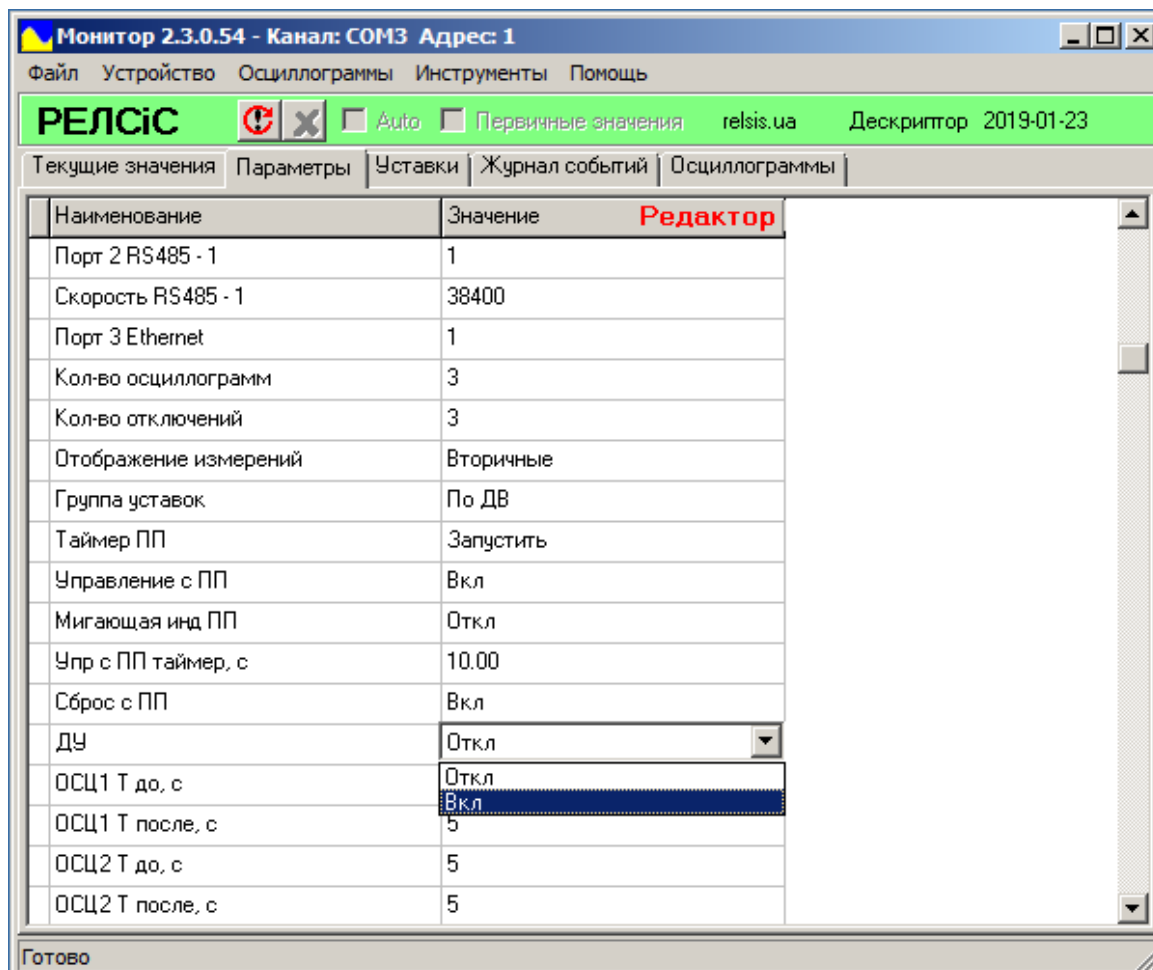 Монитор 2.3.0.54 - Канал: COM3 Адрес: 1
Файл Устройство Осциллограммы Инструменты Помощь
РЕЛСіС Auto Первичные значения relsis.ua Дескриптор 2019-01-23
Текущие значения Параметры Уставки Журнал событий Осциллограммы
Наименование Значение Редактор
Порт 2 RS485 - 1 1
Скорость RS485 - 1 38400
Порт 3 Ethernet 1
Кол-во осциллограмм 3
Кол-во отключений 3
Отображение измерений Вторичные
Группа уставок По ДВ
Таймер ПП Запустить
Управление с ПП Вкл
Мигающая инд ПП Откл
Упр с ПП таймер, с 10.00
Сброс с ПП Вкл
ДУ Откл
ОСЦ1 Т до, с Откл
Вкл
ОСЦ1 Т после, с 5
ОСЦ2 Т до, с 5
ОСЦ2 Т после, с 5
Готово